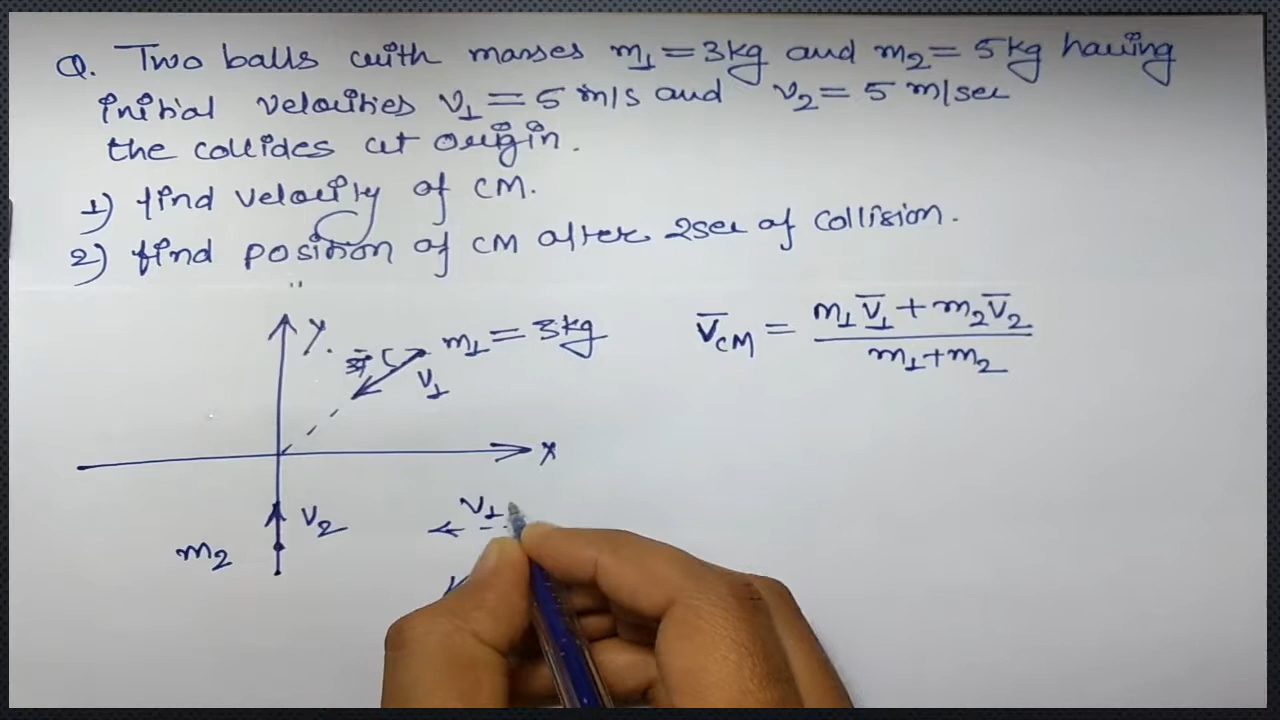 Q. Two balls with masses m₁ = 3kg and m₂ = 5kg having
initial velocities v₁ = 5 m/s and v₂ = 5 m/sec
the collides at origin.
1) find velocity of CM.
2) find position of CM after 2sec of collision.
Y
m₁ = 3kg
V₁
X
V₂
m₂
V₁
V̅CM = m₁V̅₁ + m₂V̅₂
m₁+m₂